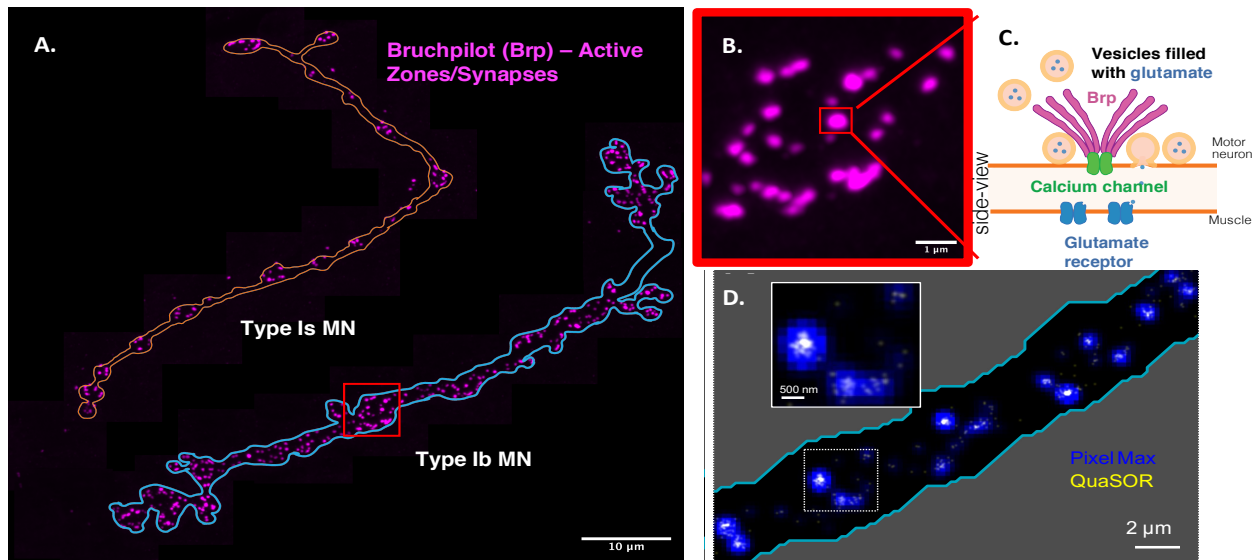 A.
Bruchpilot (Brp) – Active
Zones/Synapses
Type Is MN
Type Ib MN
10 µm
B.
1 µm
C.
Vesicles filled
with glutamate
Brp
Motor
neuron
Calcium channel
side-view
Muscle
Glutamate
receptor
D.
500 nm
Pixel Max
QuaSOR
2 µm